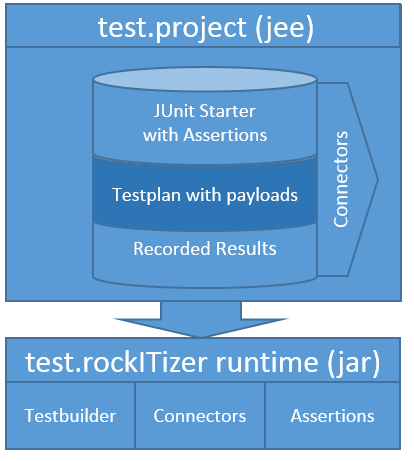 test.project (jee)
JUnit Starter
with Assertions
Testplan with payloads
Recorded Results
Connectors
test.rockITizer runtime (jar)
Testbuilder
Connectors
Assertions